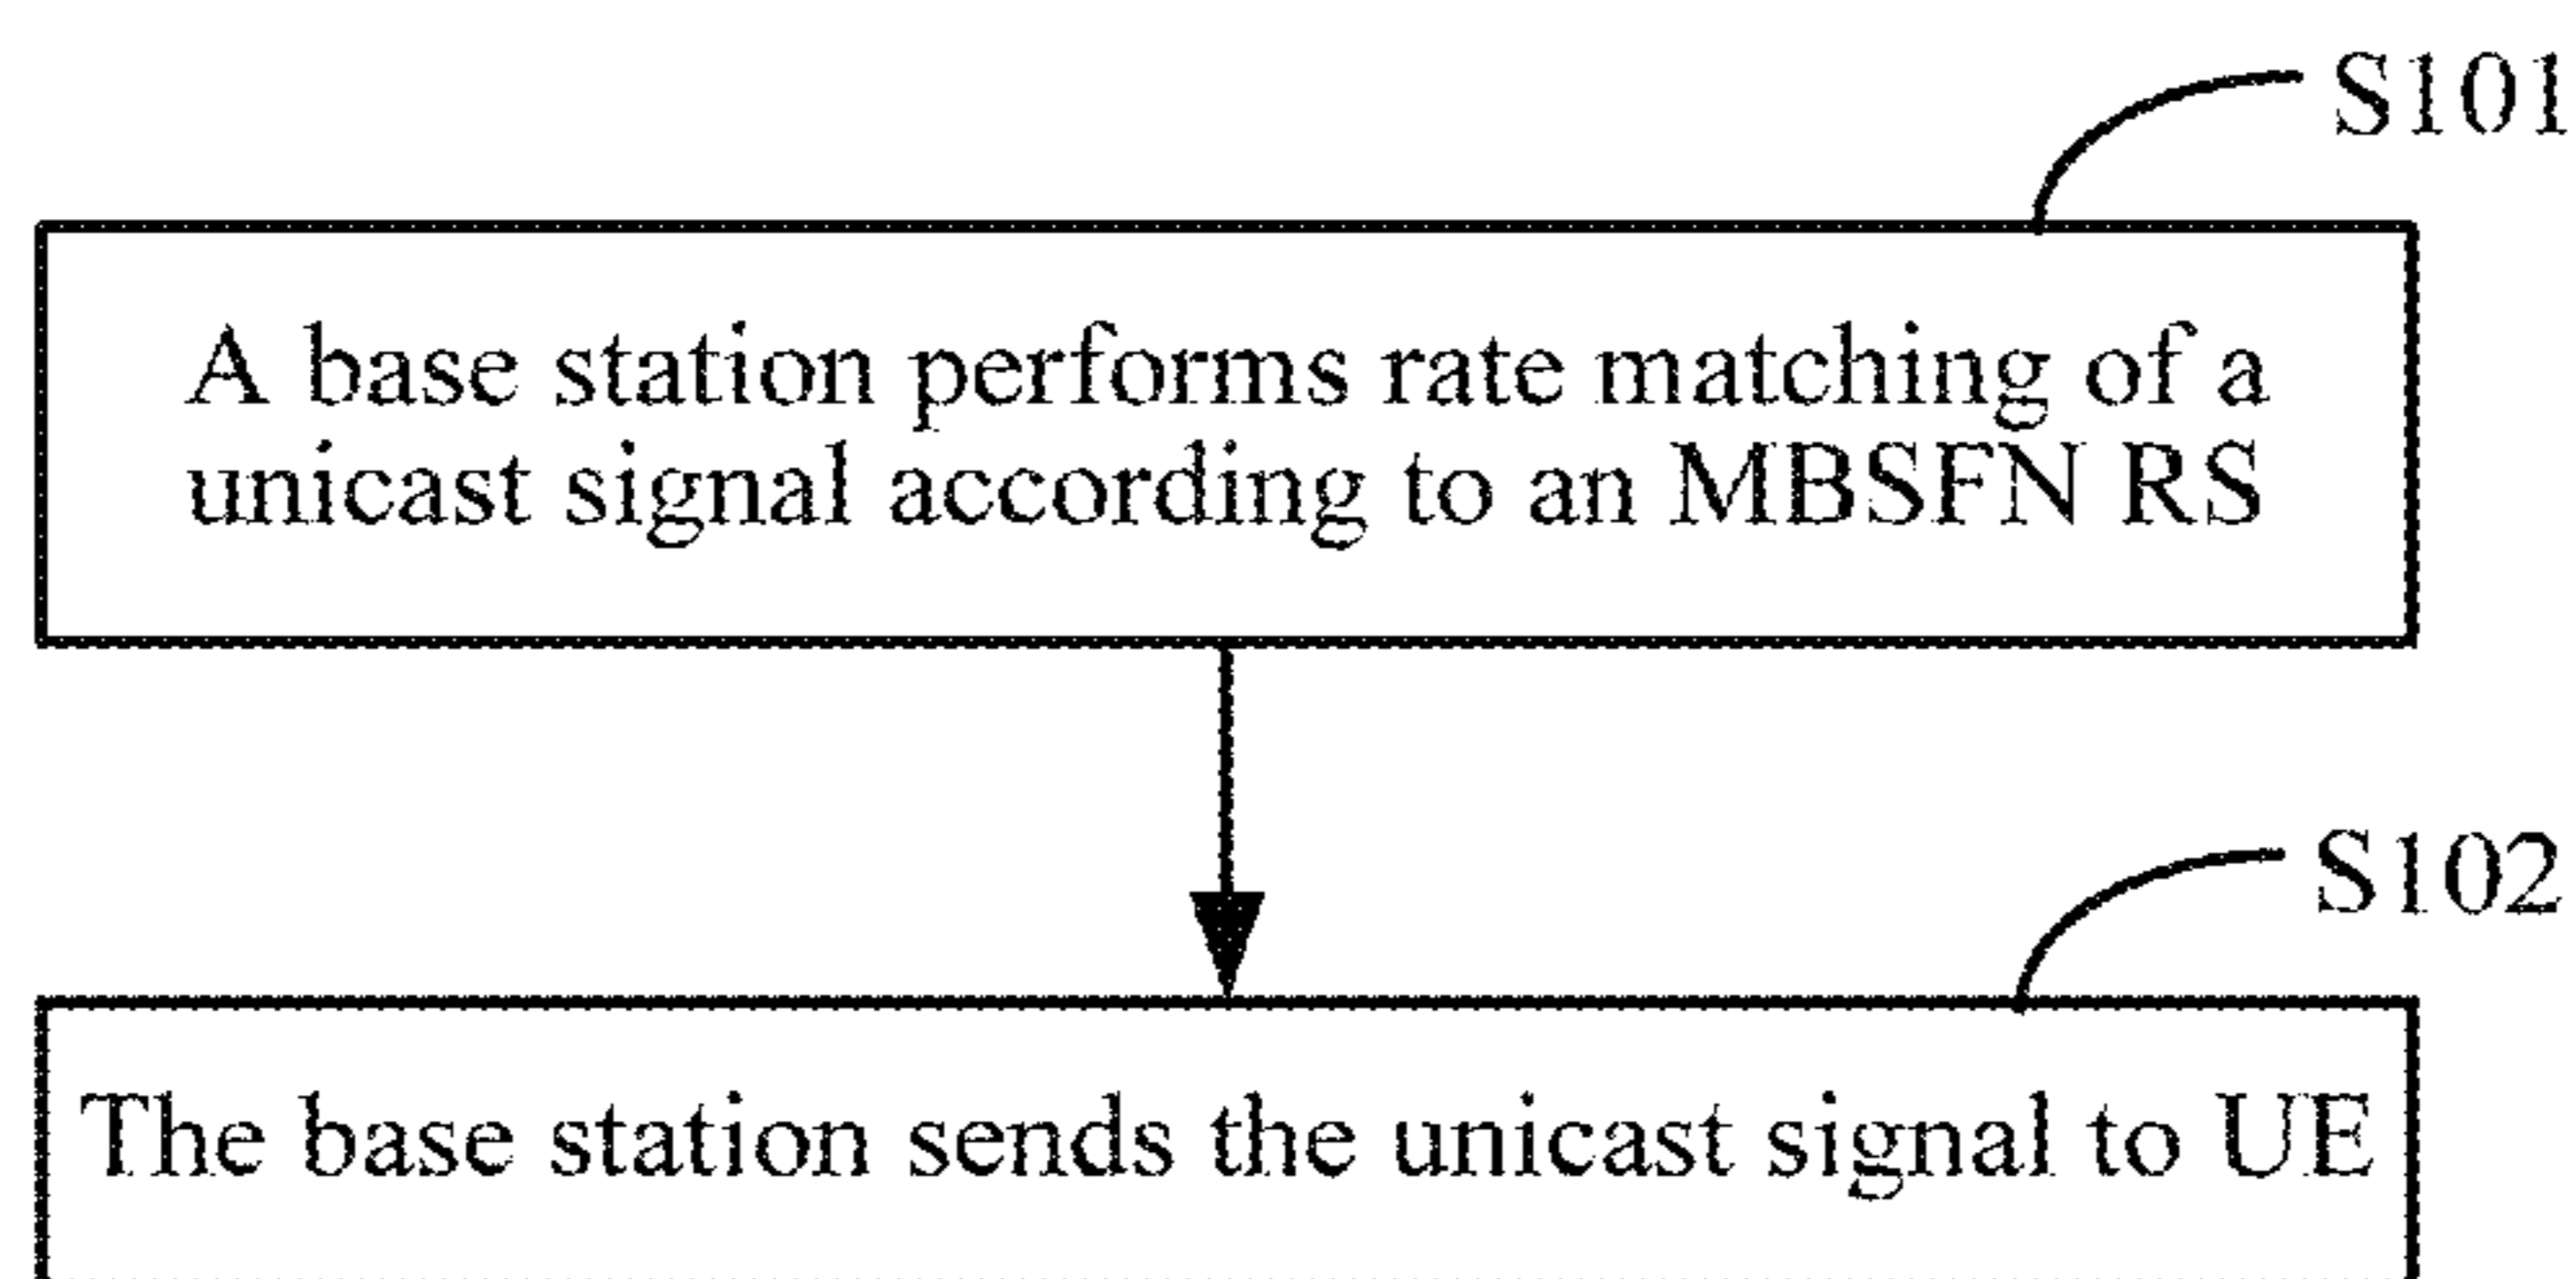 S101
A base station performs rate matching of a
unicast signal according to an MBSFN RS
S102
The base station sends the unicast signal to UE